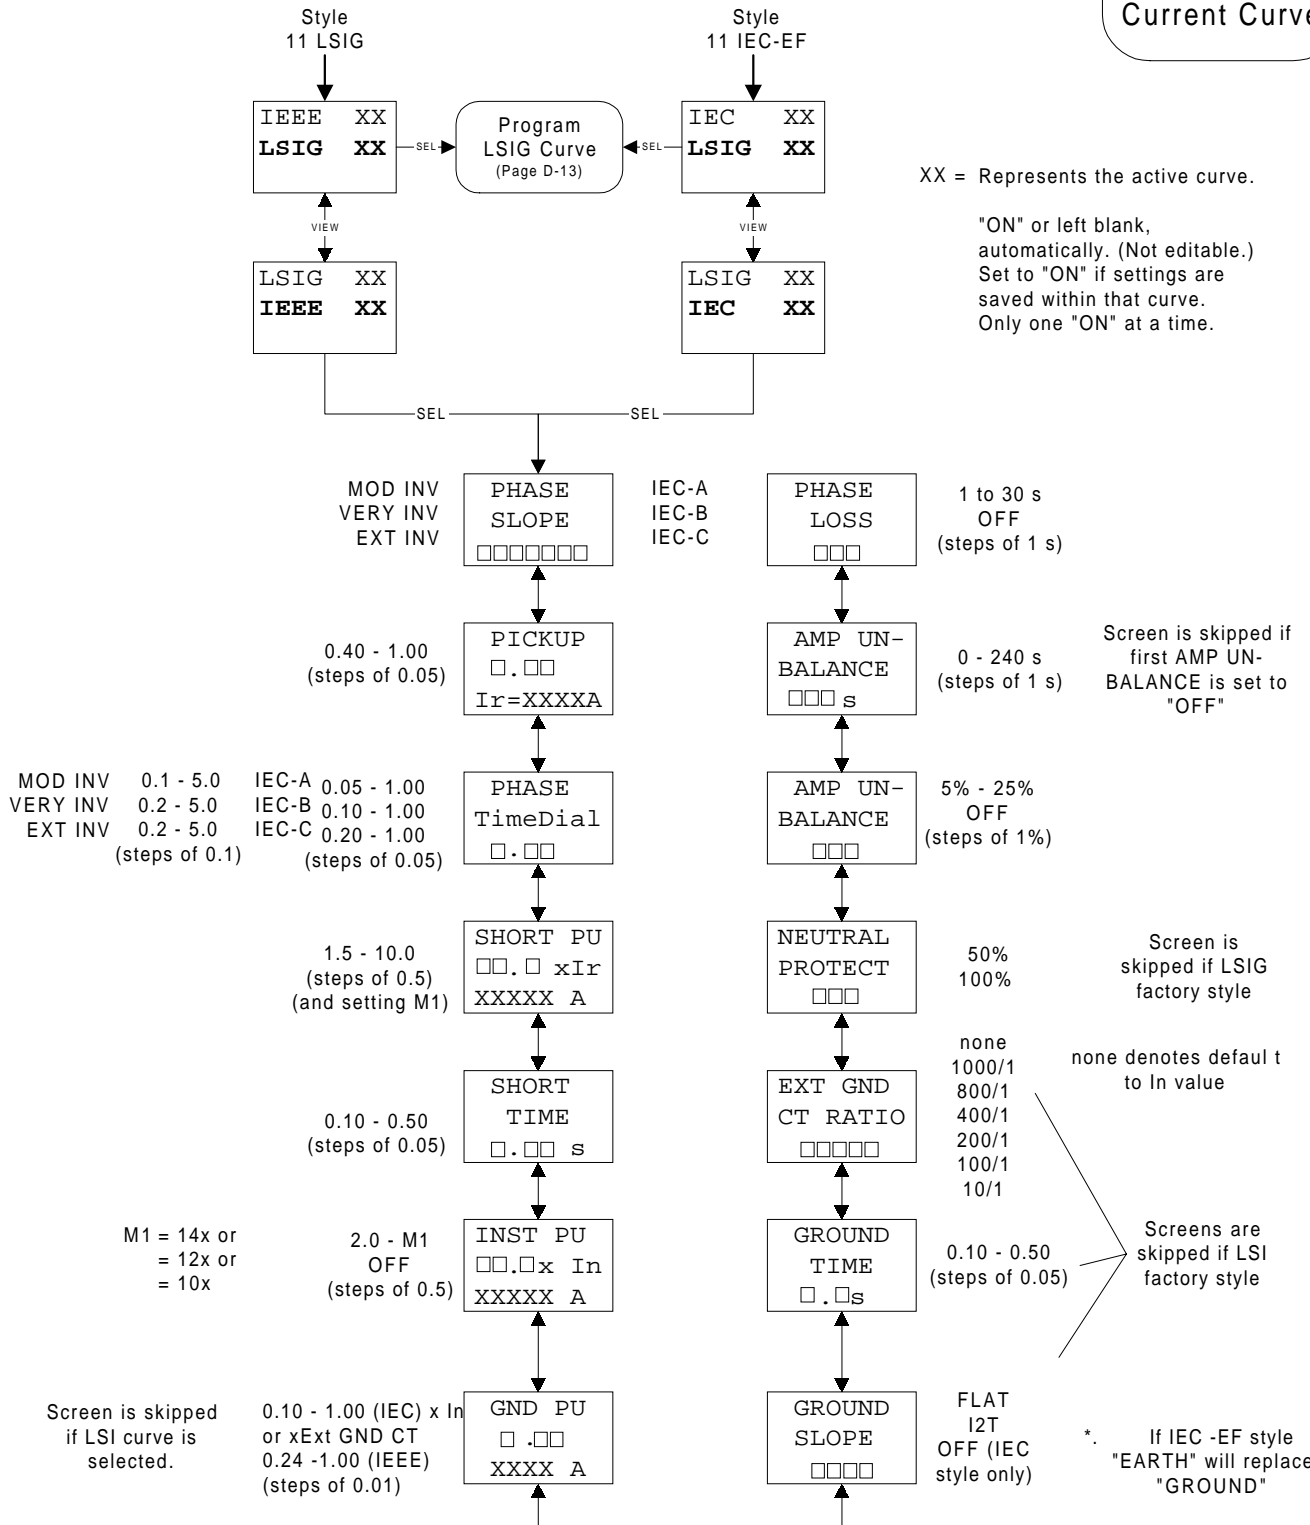 Current Curve
Style
11 LSIG
Style
11 IEC-EF
IEEE XX
LSIG XX
SEL
Program
LSIG Curve
(Page D-13)
SEL
IEC XX
LSIG XX
XX = Represents the active curve.
"ON" or left blank,
automatically. (Not editable.)
Set to "ON" if settings are
saved within that curve.
Only one "ON" at a time.
VIEW
VIEW
LSIG XX
IEEE XX
LSIG XX
IEC XX
SEL
SEL
MOD INV
VERY INV
EXT INV
PHASE
SLOPE
□□□□□□□
IEC-A
IEC-B
IEC-C
PHASE
LOSS
□□□
1 to 30 s
OFF
(steps of 1 s)
0.40 - 1.00
(steps of 0.05)
PICKUP
□.□□
Ir=XXXXA
AMP UN-
BALANCE
□□□ s
0 - 240 s
(steps of 1 s)
Screen is skipped if
first AMP UN-
BALANCE is set to
"OFF"
MOD INV 0.1 - 5.0
VERY INV 0.2 - 5.0
EXT INV 0.2 - 5.0
(steps of 0.1)
IEC-A 0.05 - 1.00
IEC-B 0.10 - 1.00
IEC-C 0.20 - 1.00
(steps of 0.05)
PHASE
TimeDial
□.□□
AMP UN-
BALANCE
□□□
5% - 25%
OFF
(steps of 1%)
1.5 - 10.0
(steps of 0.5)
(and setting M1)
SHORT PU
□□.□ xIr
XXXXX A
NEUTRAL
PROTECT
□□□
50%
100%
Screen is
skipped if LSIG
factory style
0.10 - 0.50
(steps of 0.05)
SHORT
TIME
□.□□ s
EXT GND
CT RATIO
□□□□□
none
1000/1
800/1
400/1
200/1
100/1
10/1
none denotes defaul t
to In value
M1 = 14x or
= 12x or
= 10x
2.0 - M1
OFF
(steps of 0.5)
INST PU
□□.□x In
XXXXX A
GROUND
TIME
□.□s
0.10 - 0.50
(steps of 0.05)
Screens are
skipped if LSI
factory style
Screen is skipped
if LSI curve is
selected.
0.10 - 1.00 (IEC) x In
or xExt GND CT
0.24 -1.00 (IEEE)
(steps of 0.01)
GND PU
□.□□
XXXX A
GROUND
SLOPE
□□□□
FLAT
I2T
OFF (IEC
style only)
*. If IEC -EF style
"EARTH" will replace
"GROUND"